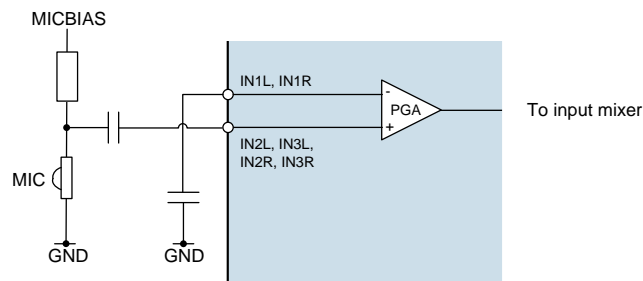 MICBIAS
IN1L, IN1R
-
PGA
+
To input mixer
IN2L, IN3L,
IN2R, IN3R
MIC
GND
GND